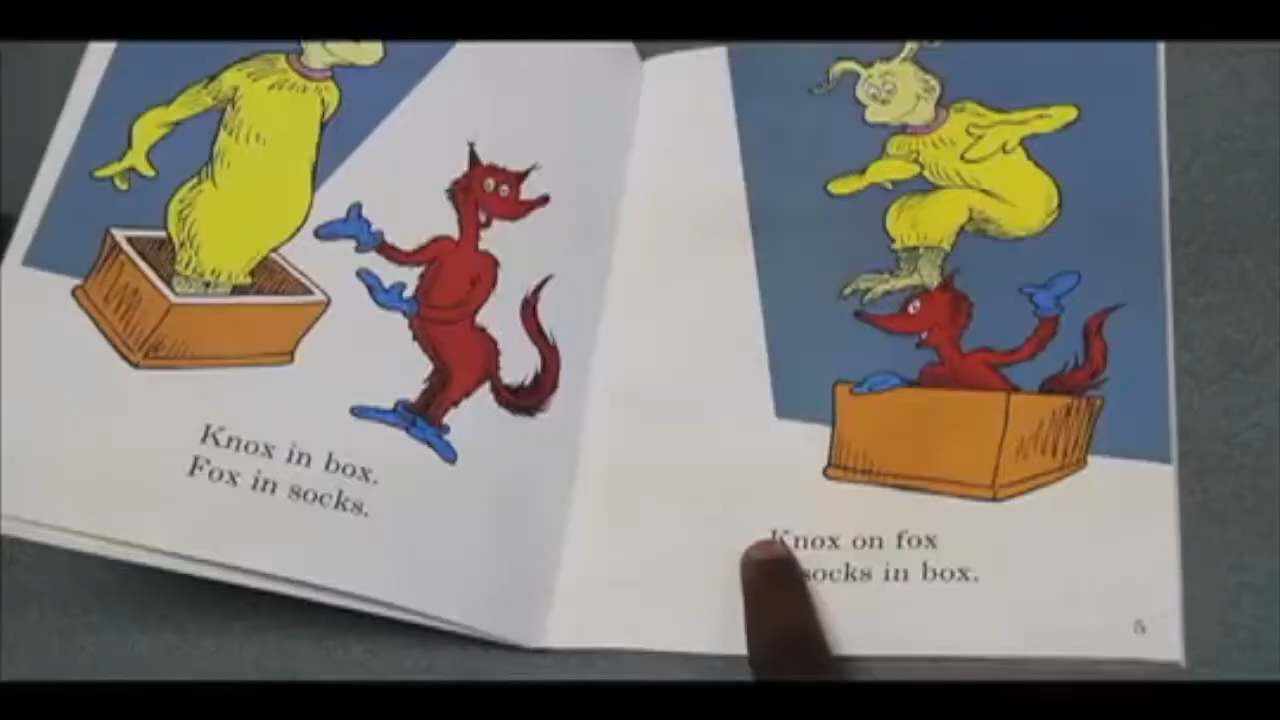 Knox in box.
Fox in socks.
Knox on fox
socks in box.
5